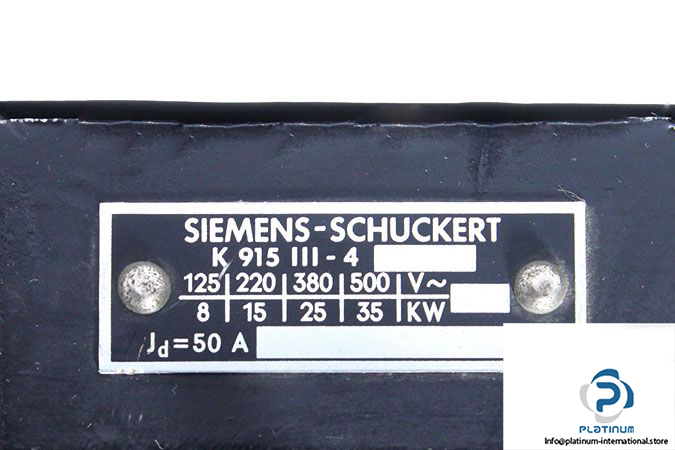 SIEMENS-SCHUCKERT
K 915 III-4
125 220 380 500 V~
8 15 25 35 KW
Jd=50 A
PLATINUM
Info@platinum-international.store